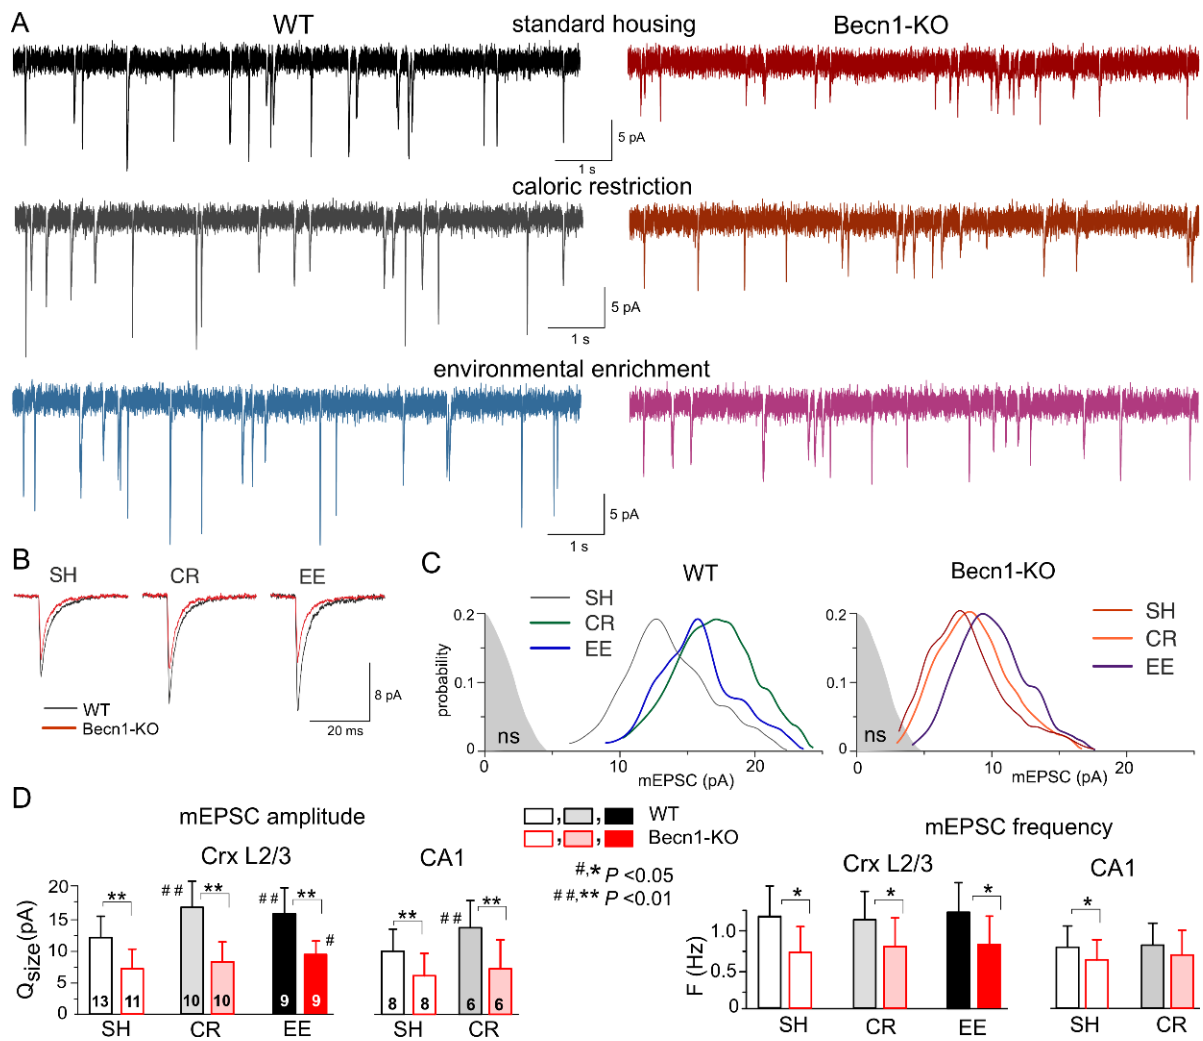 A
WT
standard housing
Becn1-KO
5 pA
1 s
caloric restriction
5 pA
1 s
environmental enrichment
5 pA
1 s
B
SH
CR
EE
8 pA
20 ms
WT
Becn1-KO
C
WT
Becn1-KO
SH
CR
EE
SH
CR
EE
probability
0.2
0.1
0
ns
0
10
15
20
mEPSC (pA)
0.2
0.1
0
ns
0
10
20
mEPSC (pA)
D
mEPSC amplitude
Crx L2/3
CA1
WT
Becn1-KO
#,* P <0.05
##,** P <0.01
mEPSC frequency
Crx L2/3
CA1
Qsize(pA)
20
15
10
5
0
**
##
**
##
**
#
**
##
**
13
11
10
10
9
9
8
8
6
6
SH
CR
EE
SH
CR
F (Hz)
1.0
0.5
0
*
*
*
*
SH
CR
EE
SH
CR